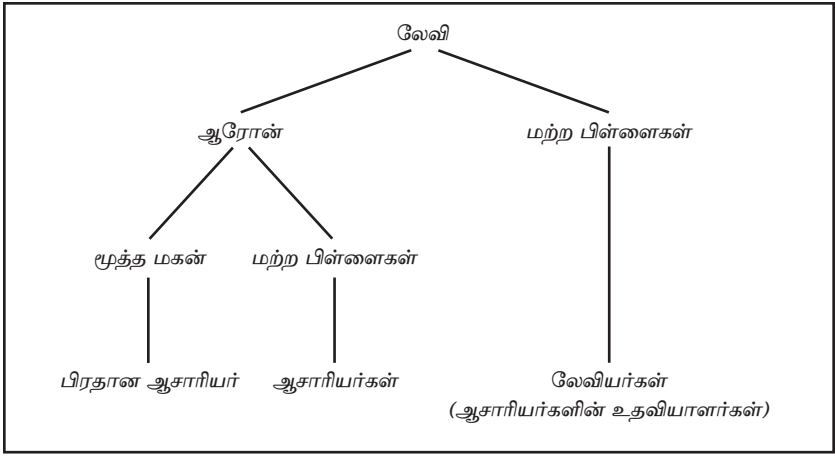 லேவி
ஆரோன்
மற்ற பிள்ளைகள்
மூத்த மகன்
மற்ற பிள்ளைகள்
பிரதான ஆசாரியர்
ஆசாரியர்கள்
லேவியர்கள்
(ஆசாரியர்களின் உதவியாளர்கள்)